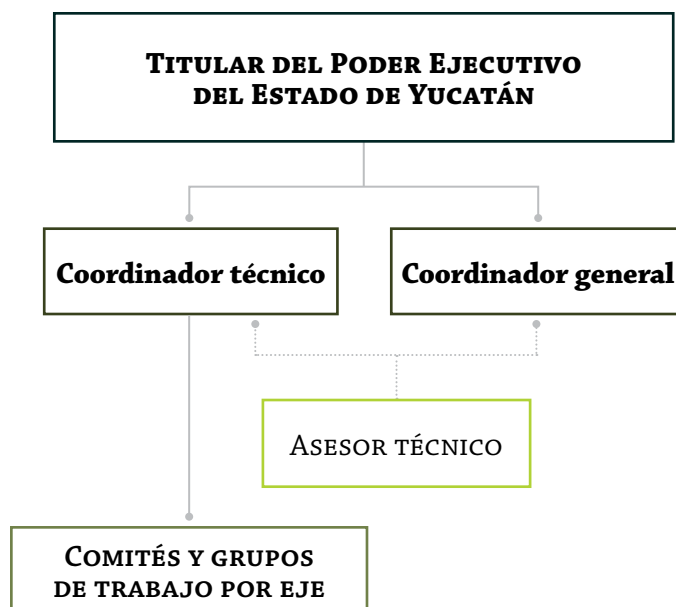 Titular del Poder Ejecutivo
del Estado de Yucatán
Coordinador técnico
Coordinador general
Asesor técnico
Comités y grupos
de trabajo por eje